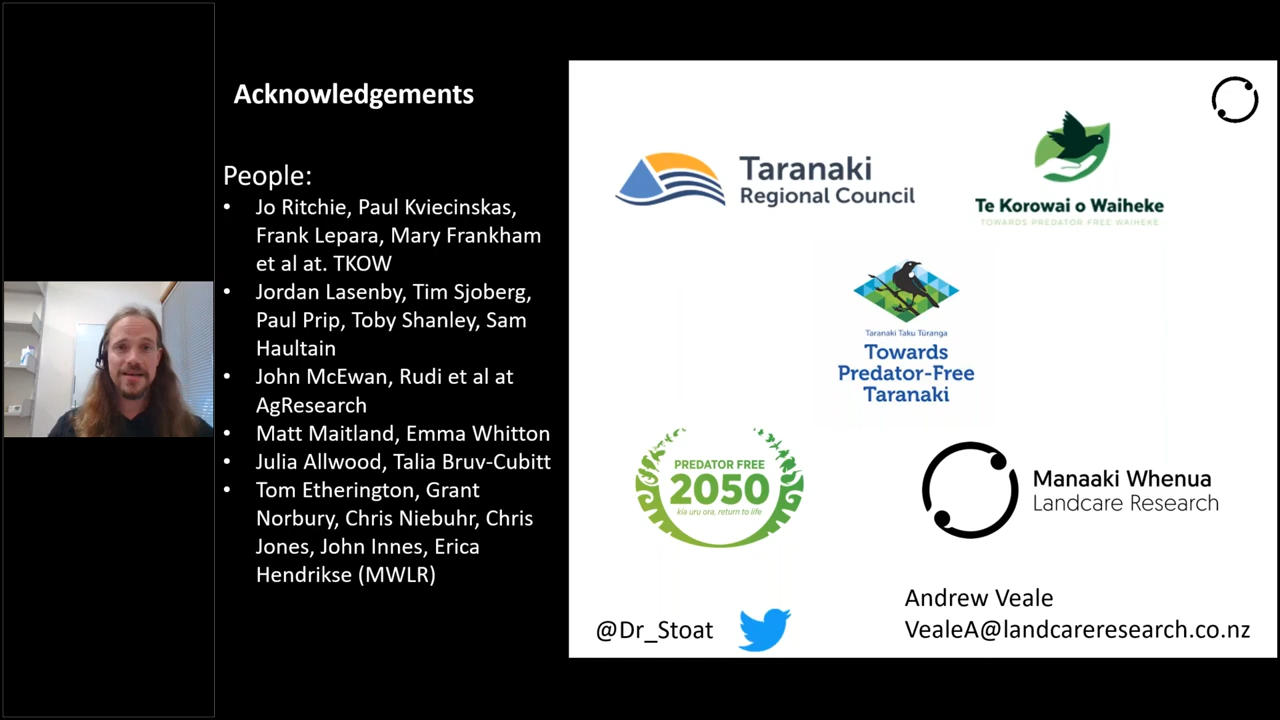 Acknowledgements
People:
• Jo Ritchie, Paul Kviecinskas,
Frank Lepara, Mary Frankham
et al at. TKOW
• Jordan Lasenby, Tim Sjoberg,
Paul Prip, Toby Shanley, Sam
Haultain
• John McEwan, Rudi et al at
AgResearch
• Matt Maitland, Emma Whitton
• Julia Allwood, Talia Bruv-Cubitt
• Tom Etherington, Grant
Norbury, Chris Niebuhr, Chris
Jones, John Innes, Erica
Hendrikse (MWLR)
Taranaki
Regional Council
Te Korowai o Waiheke
TOWARDS PREDATOR FREE WAIHEKE
Taranaki Taku Tūranga
Towards
Predator-Free
Taranaki
PREDATOR FREE
2050
kia uru ora, return to life
Manaaki Whenua
Landcare Research
@Dr_Stoat
Andrew Veale
VealeA@landcareresearch.co.nz